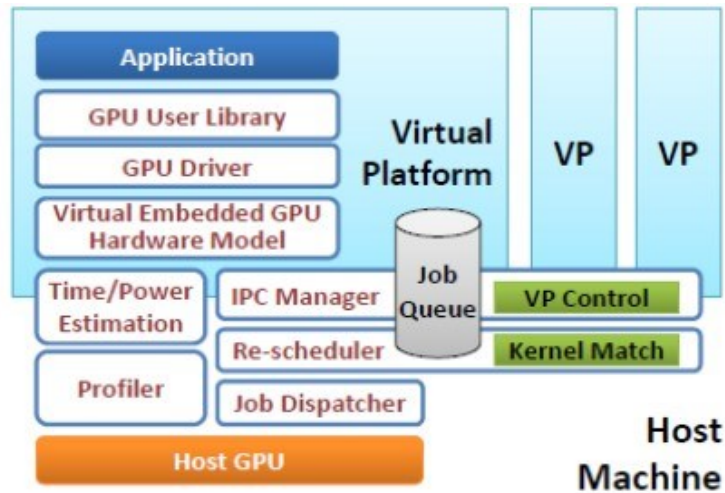 Application
GPU User Library
GPU Driver
Virtual Embedded GPU
Hardware Model
Virtual
Platform
VP
VP
Time/Power
Estimation
IPC Manager
Job
Queue
VP Control
Re-scheduler
Kernel Match
Profiler
Job Dispatcher
Host GPU
Host
Machine